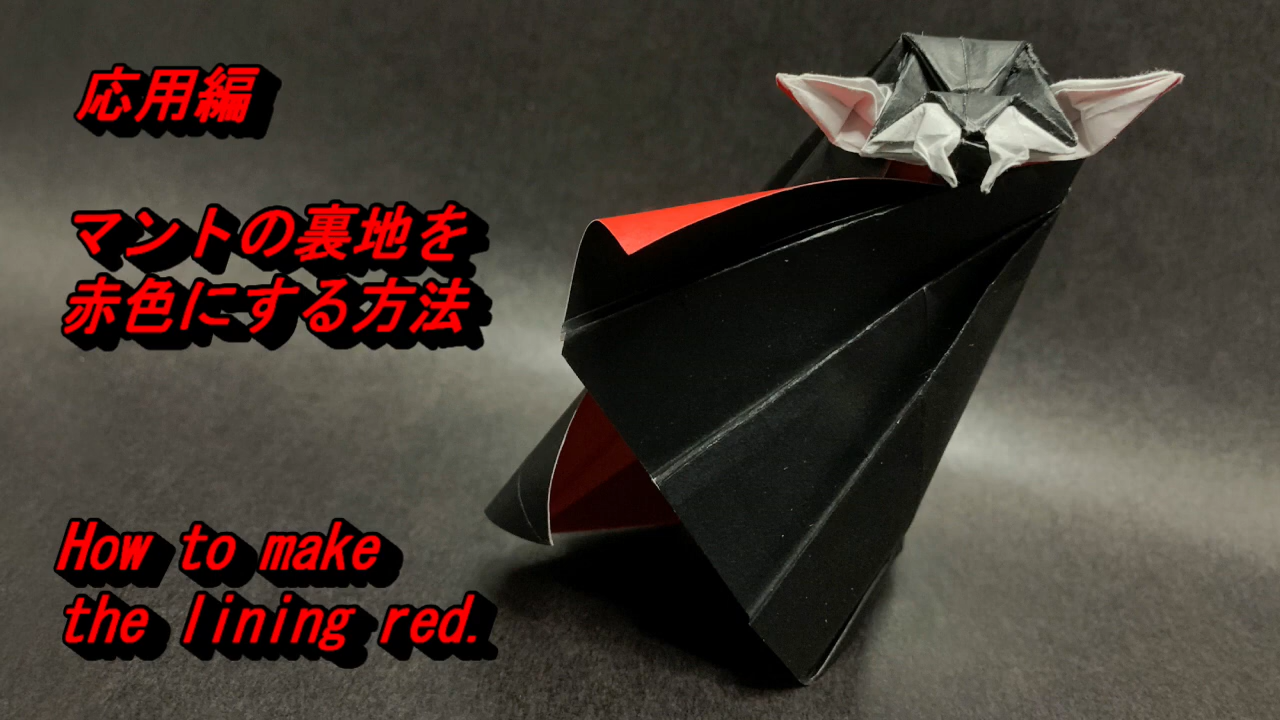 応用編
マントの裏地を
赤色にする方法
How to make
the lining red.